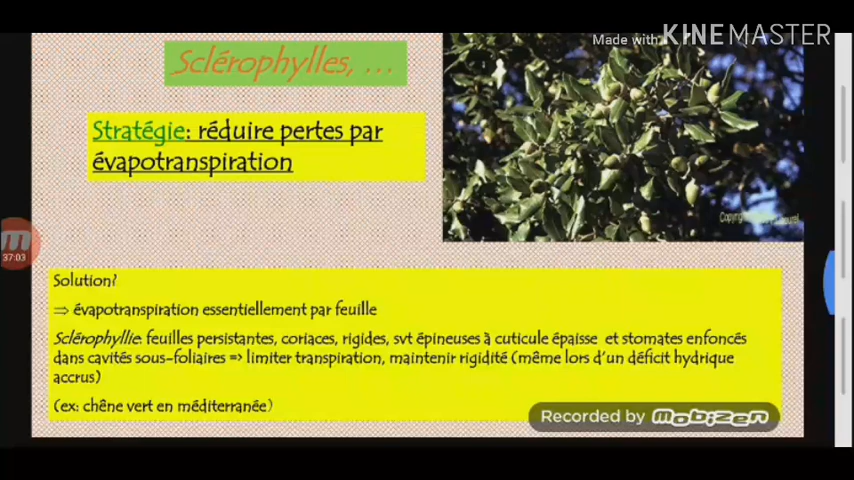 Made with KINEMASTER
Sclérophylles, ...
Stratégie: réduire pertes par
évapotranspiration
37:03
Solution?
⇒ évapotranspiration essentiellement par feuille
Sclérophyllie: feuilles persistantes, coriaces, rigides, svt épineuses à cuticule épaisse et stomates enfoncés
dans cavités sous-foliaires => limiter transpiration, maintenir rigidité (même lors d'un déficit hydrique
accrus)
(ex: chêne vert en méditerranée)
Recorded by mobizen